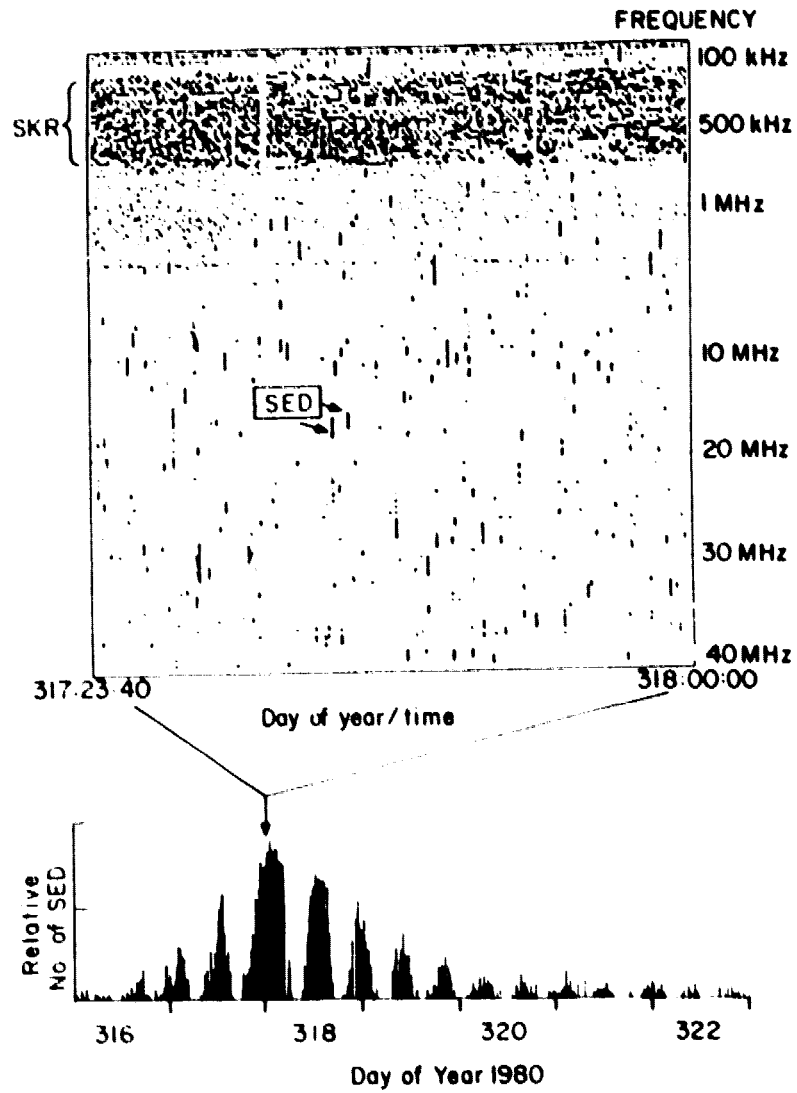 FREQUENCY
100 kHz
SKR
500 kHz
1 MHz
10 MHz
SED
20 MHz
30 MHz
40 MHz
317:23:40
318:00:00
Day of year/time
Relative
No of SED
316
318
320
322
Day of Year 1980